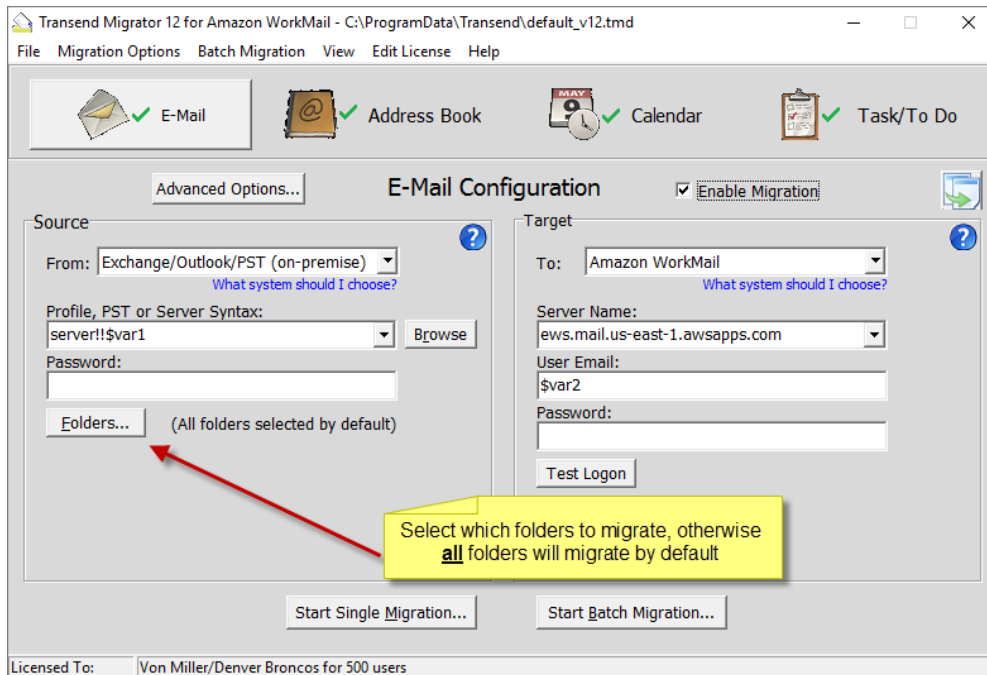 Transend Migrator 12 for Amazon WorkMail - C:\ProgramData\Transend\default_v12.tmd
File Migration Options Batch Migration View Edit License Help
E-Mail
Address Book
MAY
9
Calendar
Task/To Do
Advanced Options...
E-Mail Configuration
Enable Migration
Source
?
From: Exchange/Outlook/PST (on-premise)
What system should I choose?
Profile, PST or Server Syntax:
server!!$var1
Browse
Password:
Folders...
(All folders selected by default)
Target
?
To: Amazon WorkMail
What system should I choose?
Server Name:
ews.mail.us-east-1.awsapps.com
User Email:
$var2
Password:
Test Logon
Select which folders to migrate, otherwise
all folders will migrate by default
Start Single Migration...
Start Batch Migration...
Licensed To: Von Miller/Denver Broncos for 500 users